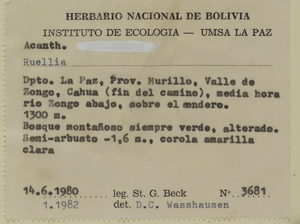 HERBARIO NACIONAL DE BOLIVIA
INSTITUTO DE ECOLOGIA — UMSA LA PAZ
Acanth.
Ruellia
Dpto. La Paz, Prov. Murillo, Valle de
Zongo, Cahua (fin del camino), media hora
rio Zongo abajo, sobre el sendero.
1300 m.
Bosque montañoso siempre verde, alterado.
Semi-arbusto -1,6 m., corola amarilla
clara
14.6.1980 leg. St. G. Beck Nº 3681
1.1982 det. D.C. Wasshausen